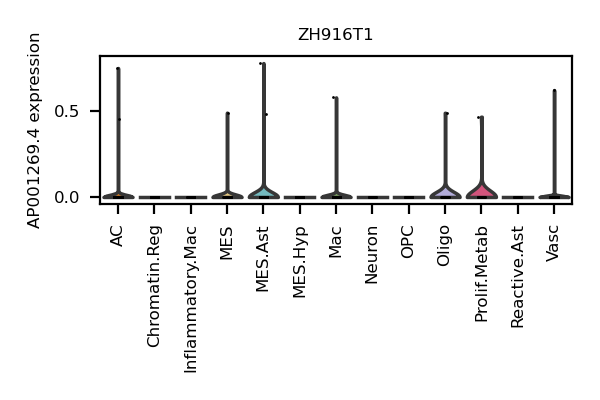 ZH916T1
AP001269.4 expression
0.5
0.0
AC
Chromatin.Reg
Inflammatory.Mac
MES
MES.Ast
MES.Hyp
Mac
Neuron
OPC
Oligo
Prolif.Metab
Reactive.Ast
Vasc